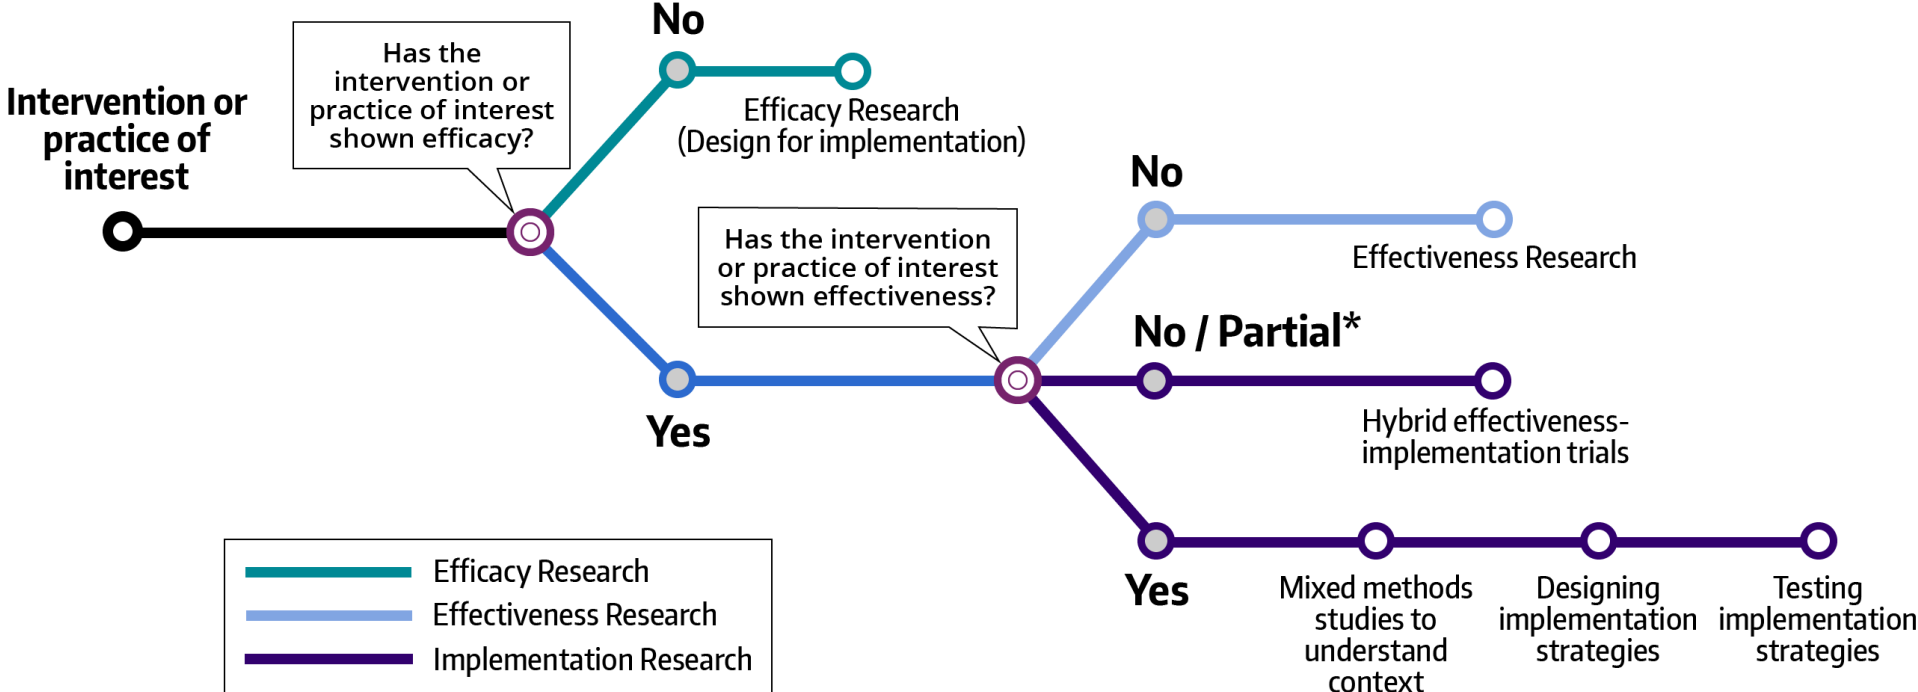 Intervention or
practice of
interest
Has the
intervention or
practice of interest
shown efficacy?
No
Efficacy Research
(Design for implementation)
Yes
Has the intervention
or practice of interest
shown effectiveness?
No
Effectiveness Research
No / Partial*
Hybrid effectiveness-
implementation trials
Yes
Mixed methods
studies to
understand
context
Designing
implementation
strategies
Testing
implementation
strategies
Efficacy Research
Effectiveness Research
Implementation Research